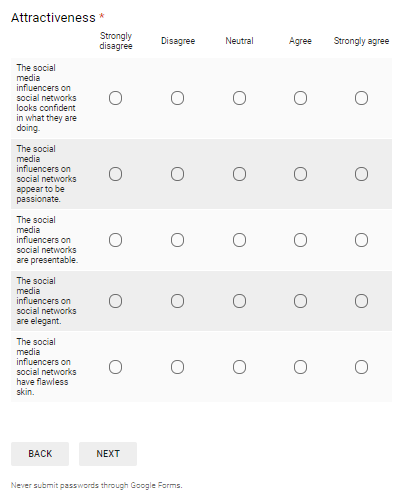 Attractiveness *
Strongly disagree Disagree Neutral Agree Strongly agree
The social
media
influencers on
social networks
looks confident
in what they are
doing.
The social
media
influencers on
social networks
appear to be
passionate.
The social
media
influencers on
social networks
are presentable.
The social
media
influencers on
social networks
are elegant.
The social
media
influencers on
social networks
have flawless
skin.
BACK NEXT
Never submit passwords through Google Forms.